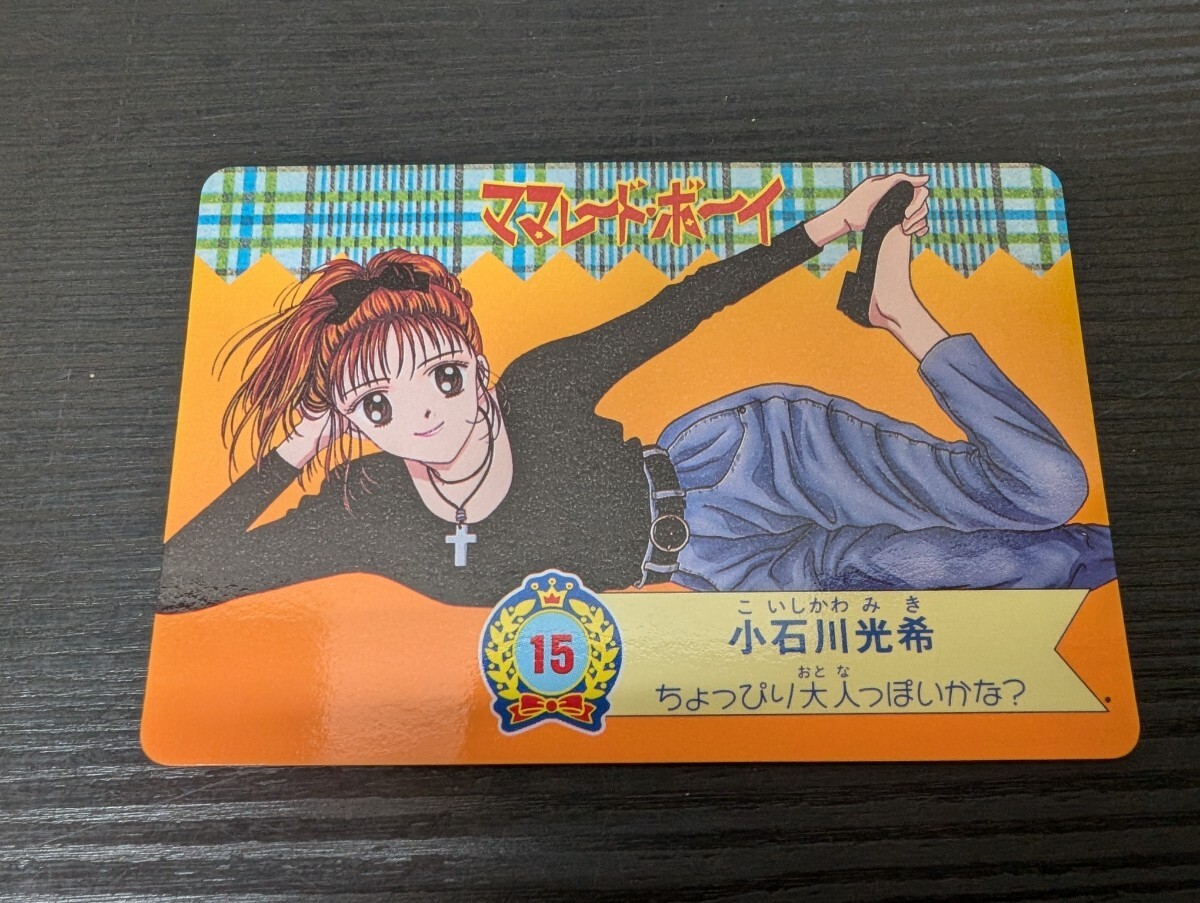 ママレード・ボーイ
15
こいしかわみき
小石川光希
おとな
ちょっぴり大人っぽいかな?